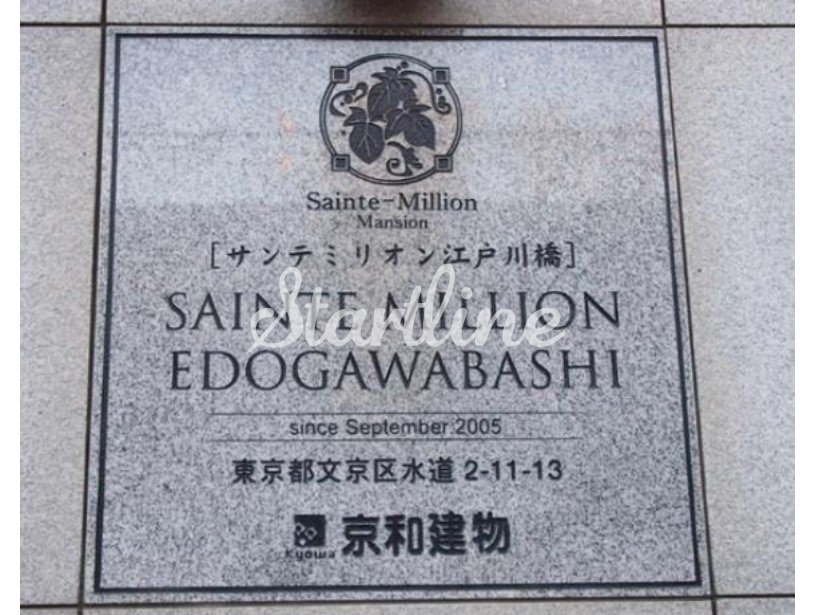 Sainte-Million
Mansion
[サンテミリオン江戸川橋]
SAINTE MILLION
Startline
EDOGAWABASHI
since September 2005
東京都文京区水道 2-11-13
Kyowa 京和建物